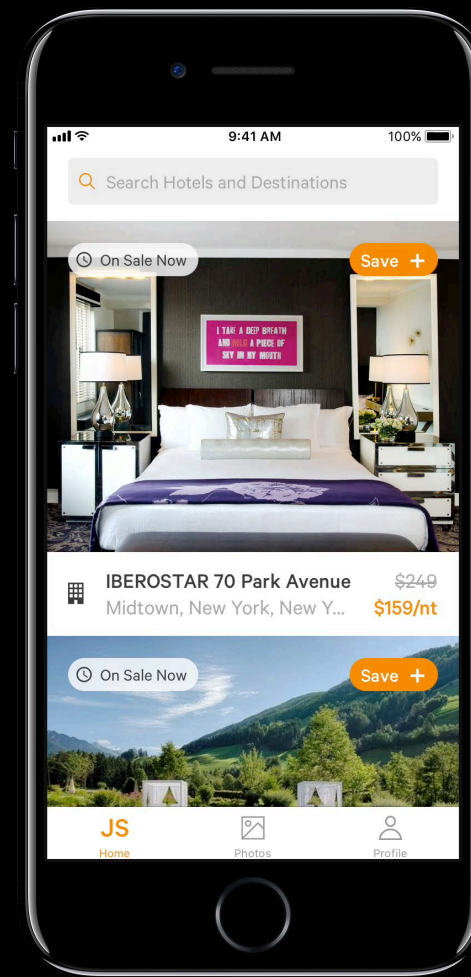 9:41 AM
100%
Search Hotels and Destinations
On Sale Now
Save +
I TAKE A DEEP BREATH
AND HOLD A PIECE OF
SKY IN MY MOUTH
IBEROSTAR 70 Park Avenue
$249
Midtown, New York, New Y...
$159/nt
On Sale Now
Save +
JS
Home
Photos
Profile